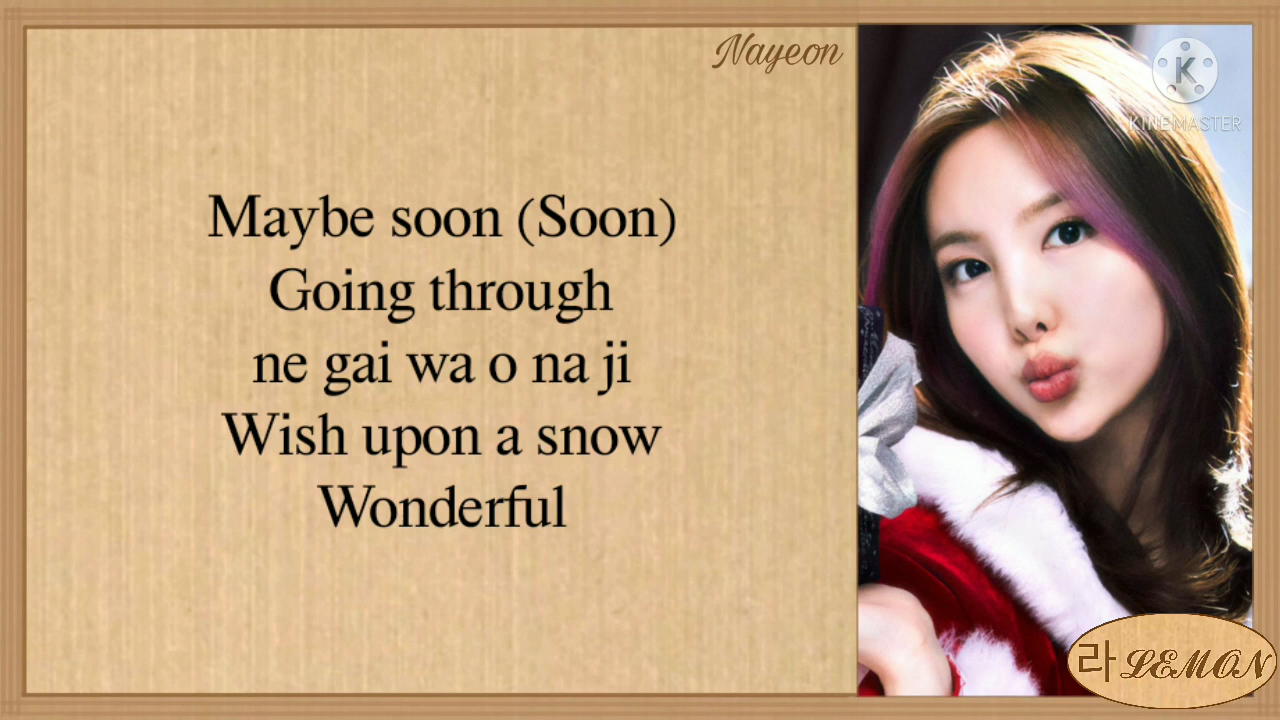 Nayeon
K
KINEMASTER
Maybe soon (Soon)
Going through
ne gai wa o na ji
Wish upon a snow
Wonderful
라 LEMON